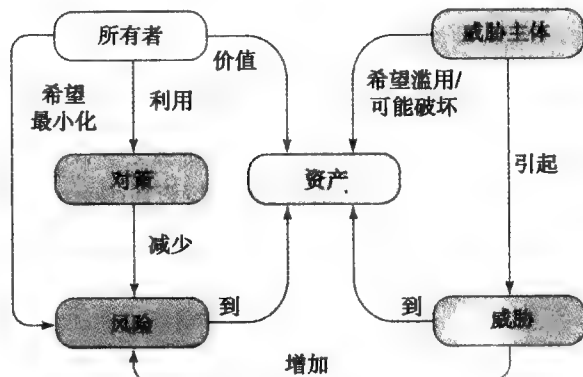 所有者
威胁主体
价值
希望
最小化
利用
希望滥用/
可能破坏
对策
资产
引起
减少
风险
到
到
威胁
增加